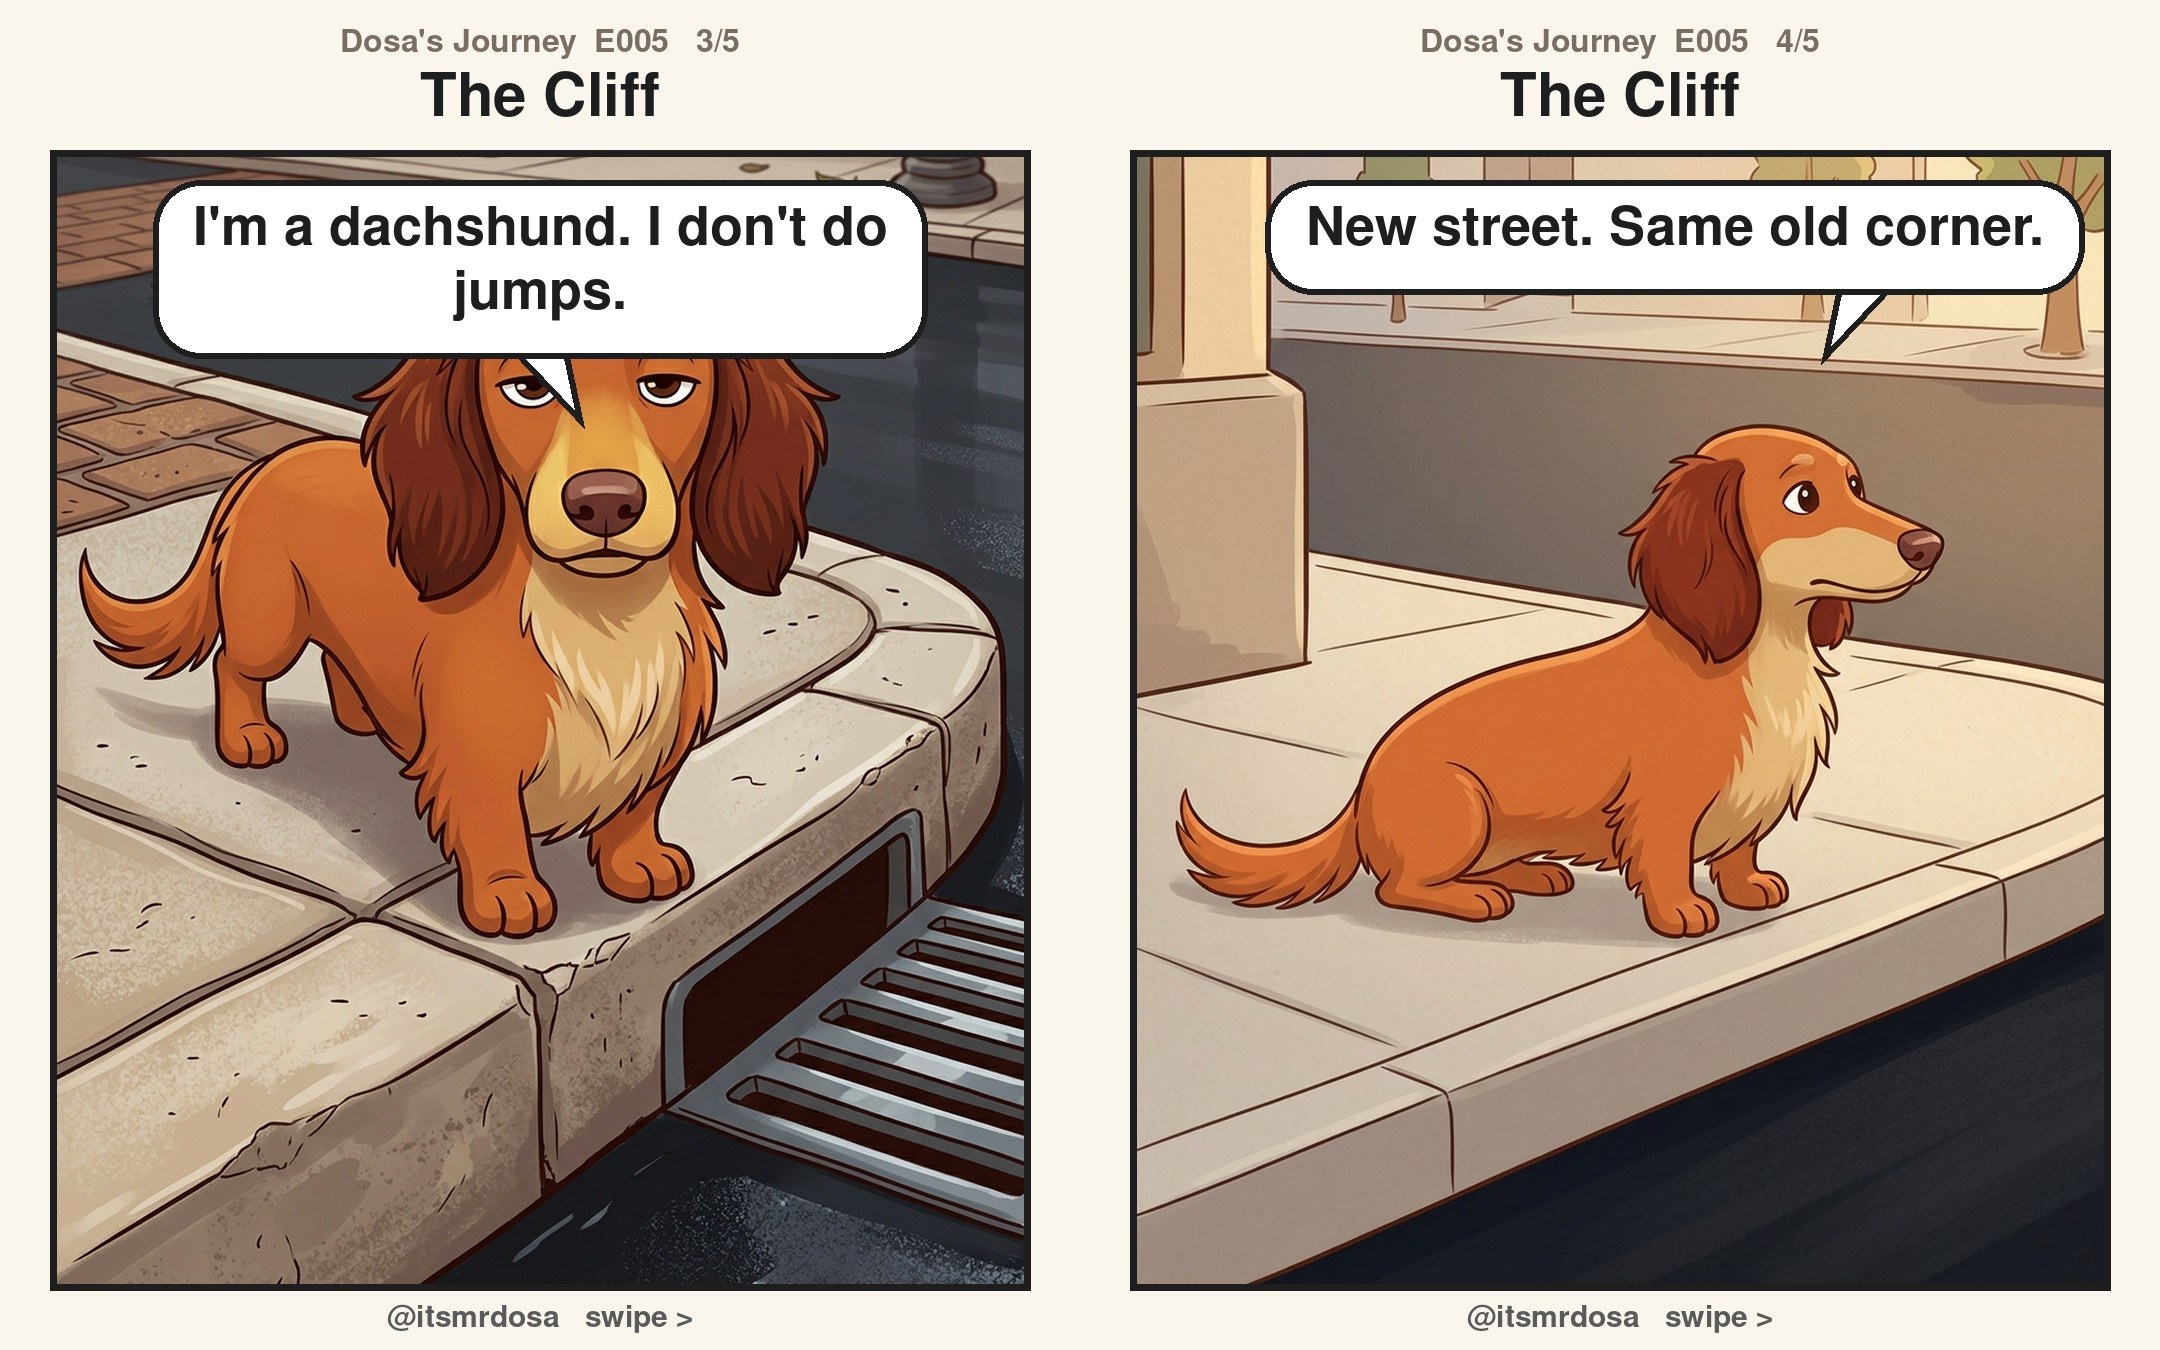 Dosa's Journey E005 3/5
The Cliff
I'm a dachshund. I don't do
jumps.
@itsmrdosa swipe >
Dosa's Journey E005 4/5
The Cliff
New street. Same old corner.
@itsmrdosa swipe >